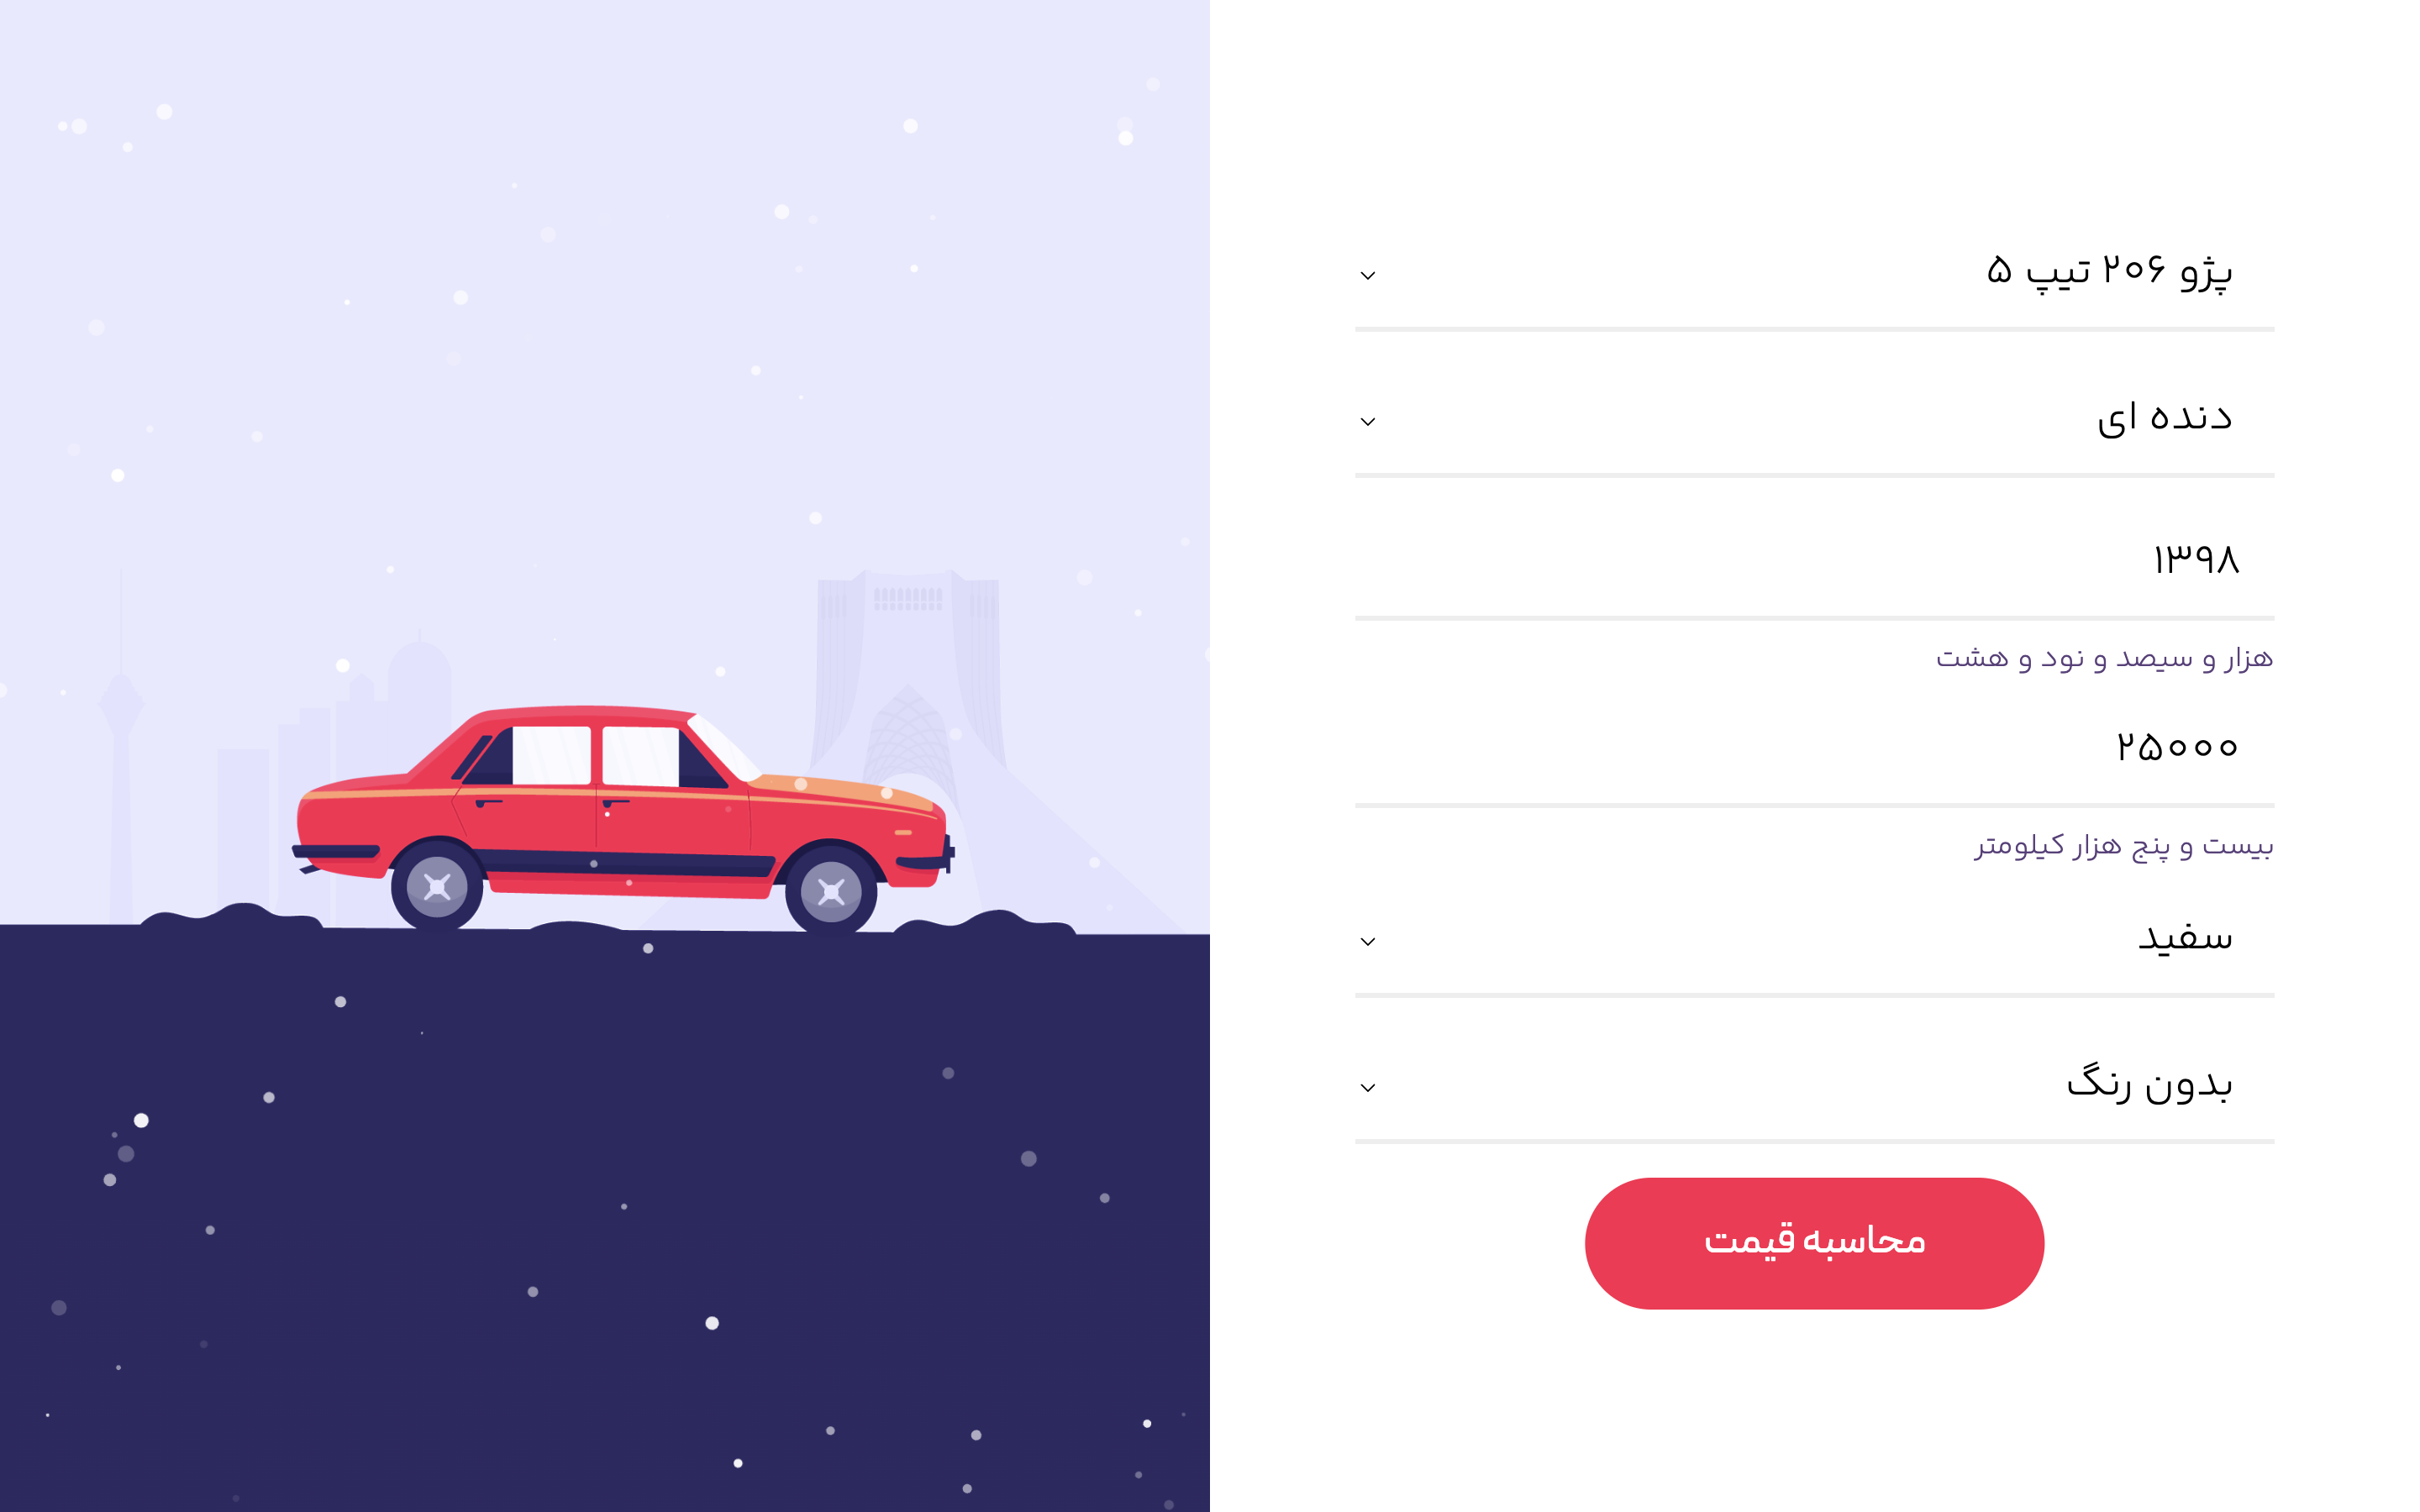 پژو ۲۰۶ تیپ ۵
دنده ای
۱۳۹۸
هزار و سیصد و نود و هشت
۲۵۰۰۰
بیست و پنج هزار کیلومتر
سفید
بدون رنگ
محاسبه قیمت